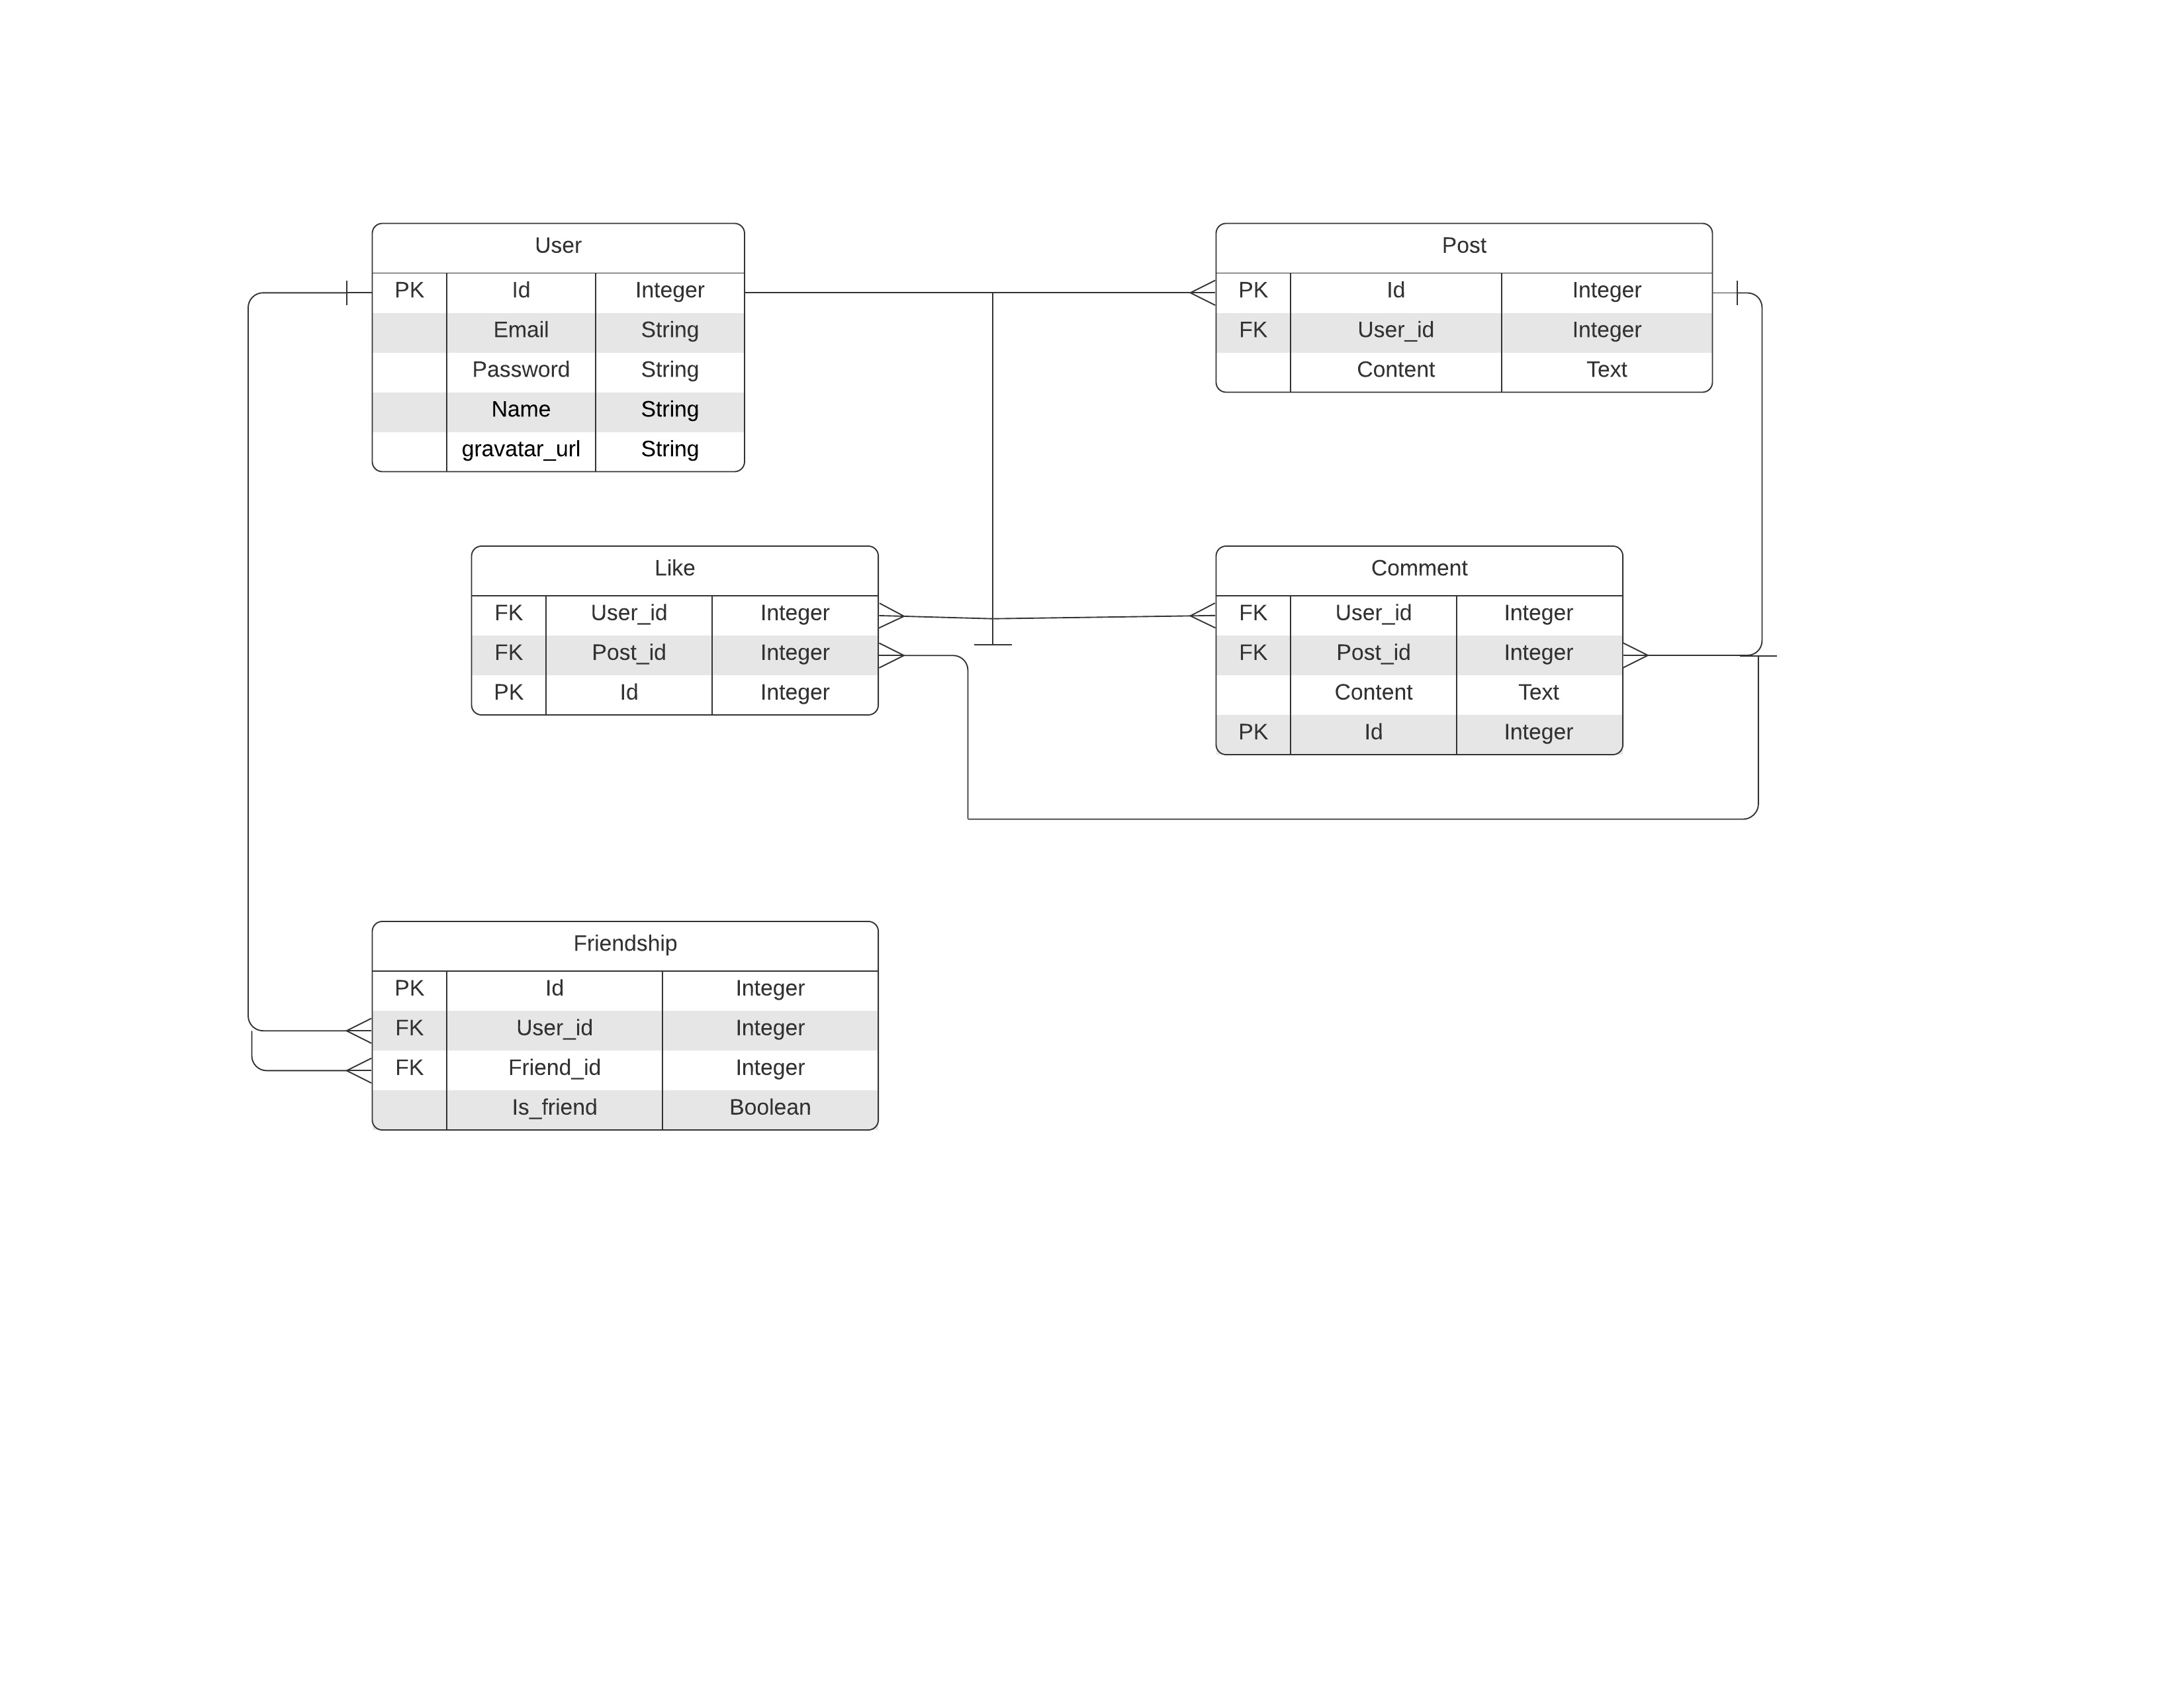 User
PK Id Integer
Email String
Password String
Name String
gravatar_url String
Post
PK Id Integer
FK User_id Integer
Content Text
Like
FK User_id Integer
FK Post_id Integer
PK Id Integer
Comment
FK User_id Integer
FK Post_id Integer
Content Text
PK Id Integer
Friendship
PK Id Integer
FK User_id Integer
FK Friend_id Integer
Is_friend Boolean